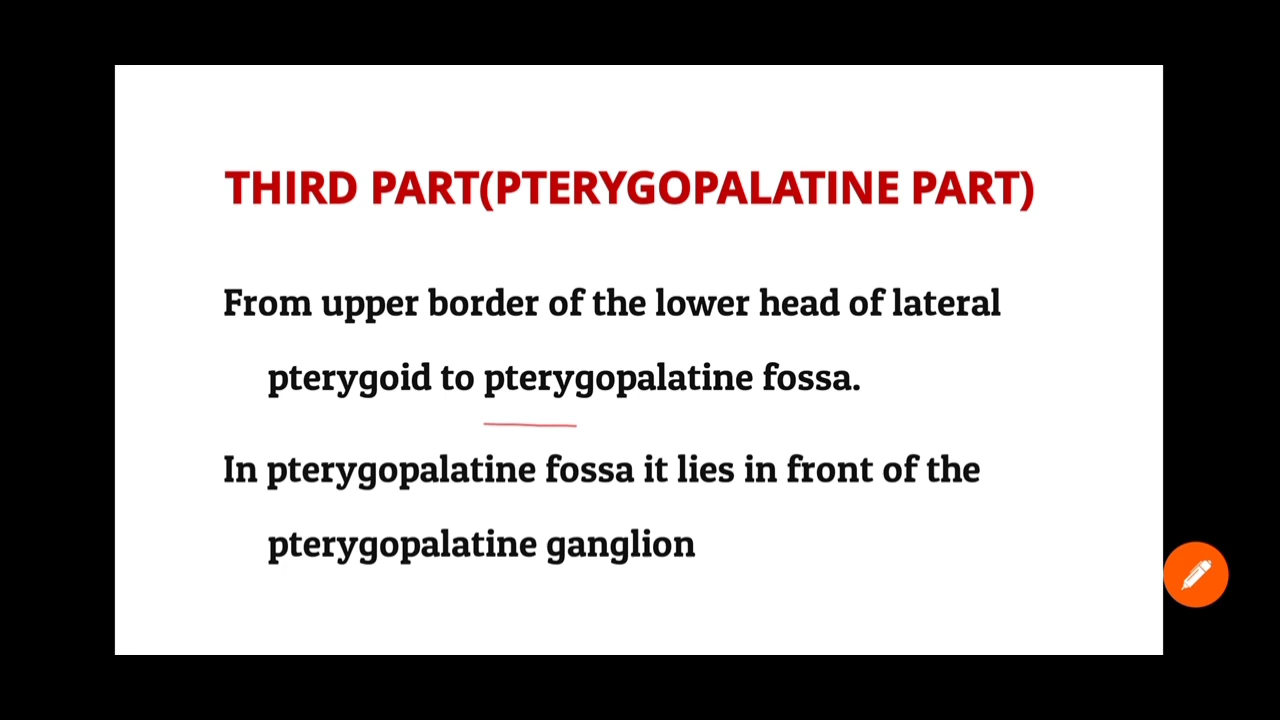 THIRD PART(PTERYGOPALATINE PART)
From upper border of the lower head of lateral
pterygoid to pterygopalatine fossa.
In pterygopalatine fossa it lies in front of the
pterygopalatine ganglion